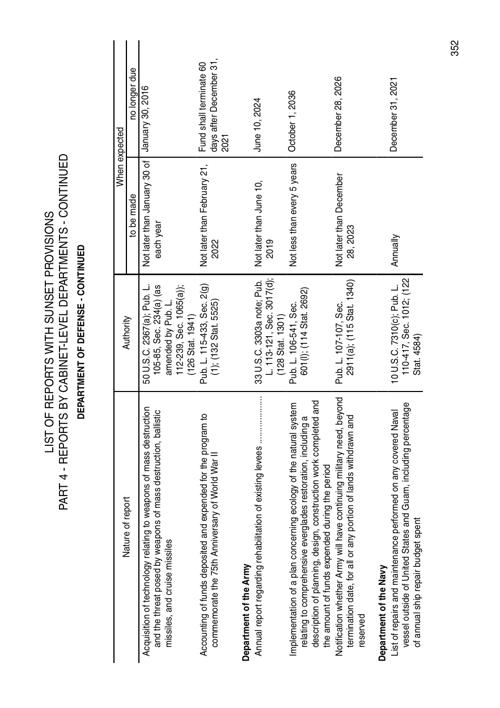 LIST OF REPORTS WITH SUNSET PROVISIONS
PART 4 - REPORTS BY CABINET-LEVEL DEPARTMENTS - CONTINUED
DEPARTMENT OF DEFENSE - CONTINUED
Nature of report
Authority
When expected
to be made
no longer due
Acquisition of technology relating to weapons of mass destruction
and the threat posed by weapons of mass destruction, ballistic
missiles, and cruise missiles
50 U.S.C. 2367(a); Pub. L.
105-85, Sec. 234(a) (as
amended by Pub. L.
112-239, Sec. 1065(a));
(126 Stat. 1941)
Not later than January 30 of
each year
January 30, 2016
Accounting of funds deposited and expended for the program to
commemorate the 75th Anniversary of World War II
Pub. L. 115-433, Sec. 2(g)
(1); (132 Stat. 5525)
Not later than February 21,
2022
Fund shall terminate 60
days after December 31,
2021
Department of the Army
Annual report regarding rehabilitation of existing levees ....................
33 U.S.C. 3303a note; Pub.
L. 113-121, Sec. 3017(d);
(128 Stat. 1301)
Not later than June 10,
2019
June 10, 2024
Implementation of a plan concerning ecology of the natural system
relating to comprehensive everglades restoration, including a
description of planning, design, construction work completed and
the amount of funds expended during the period
Pub. L. 106-541, Sec.
601(l); (114 Stat. 2692)
Not less than every 5 years
October 1, 2036
Notification whether Army will have continuing military need, beyond
termination date, for all or any portion of lands withdrawn and
reserved
Pub. L. 107-107, Sec.
2911(a); (115 Stat. 1340)
Not later than December
28, 2023
December 28, 2026
Department of the Navy
List of repairs and maintenance performed on any covered Naval
vessel outside of United States and Guam, including percentage
of annual ship repair budget spent
10 U.S.C. 7310(c); Pub. L.
110-417, Sec. 1012; (122
Stat. 4584)
Annually
December 31, 2021
352